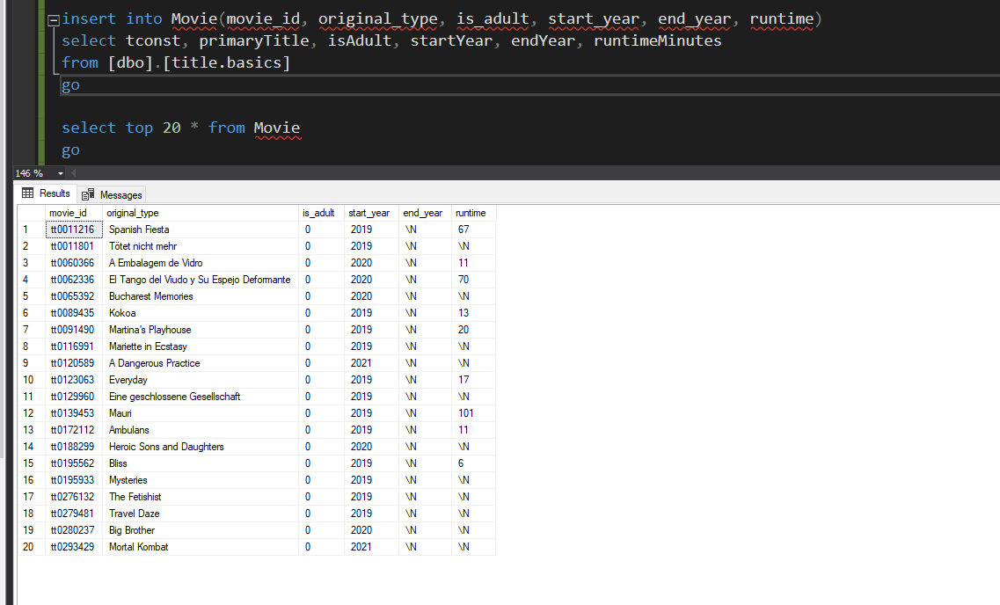 insert into Movie(movie_id, original_type, is_adult, start_year, end_year, runtime)
select tconst, primaryTitle, isAdult, startYear, endYear, runtimeMinutes
from [dbo].[title.basics]
go
select top 20 * from Movie
go
146 %
Results Messages
movie_id original_type is_adult start_year end_year runtime
1 tt0011216 Spanish Fiesta 0 2019 \N 67
2 tt0011801 Tötet nicht mehr 0 2019 \N \N
3 tt0060366 A Embalagem de Vidro 0 2020 \N 11
4 tt0062336 El Tango del Viudo y Su Espejo Deformante 0 2020 \N 70
5 tt0065392 Bucharest Memories 0 2020 \N \N
6 tt0089435 Kokoa 0 2019 \N 13
7 tt0091490 Martina's Playhouse 0 2019 \N 20
8 tt0116991 Mariette in Ecstasy 0 2019 \N \N
9 tt0120589 A Dangerous Practice 0 2021 \N \N
10 tt0123063 Everyday 0 2019 \N 17
11 tt0129960 Eine geschlossene Gesellschaft 0 2019 \N \N
12 tt0139453 Mauri 0 2019 \N 101
13 tt0172112 Ambulans 0 2019 \N 11
14 tt0188299 Heroic Sons and Daughters 0 2020 \N \N
15 tt0195562 Bliss 0 2019 \N 6
16 tt0195933 Mysteries 0 2019 \N \N
17 tt0276132 The Fetishist 0 2019 \N \N
18 tt0279481 Travel Daze 0 2019 \N \N
19 tt0280237 Big Brother 0 2020 \N \N
20 tt0293429 Mortal Kombat 0 2021 \N \N